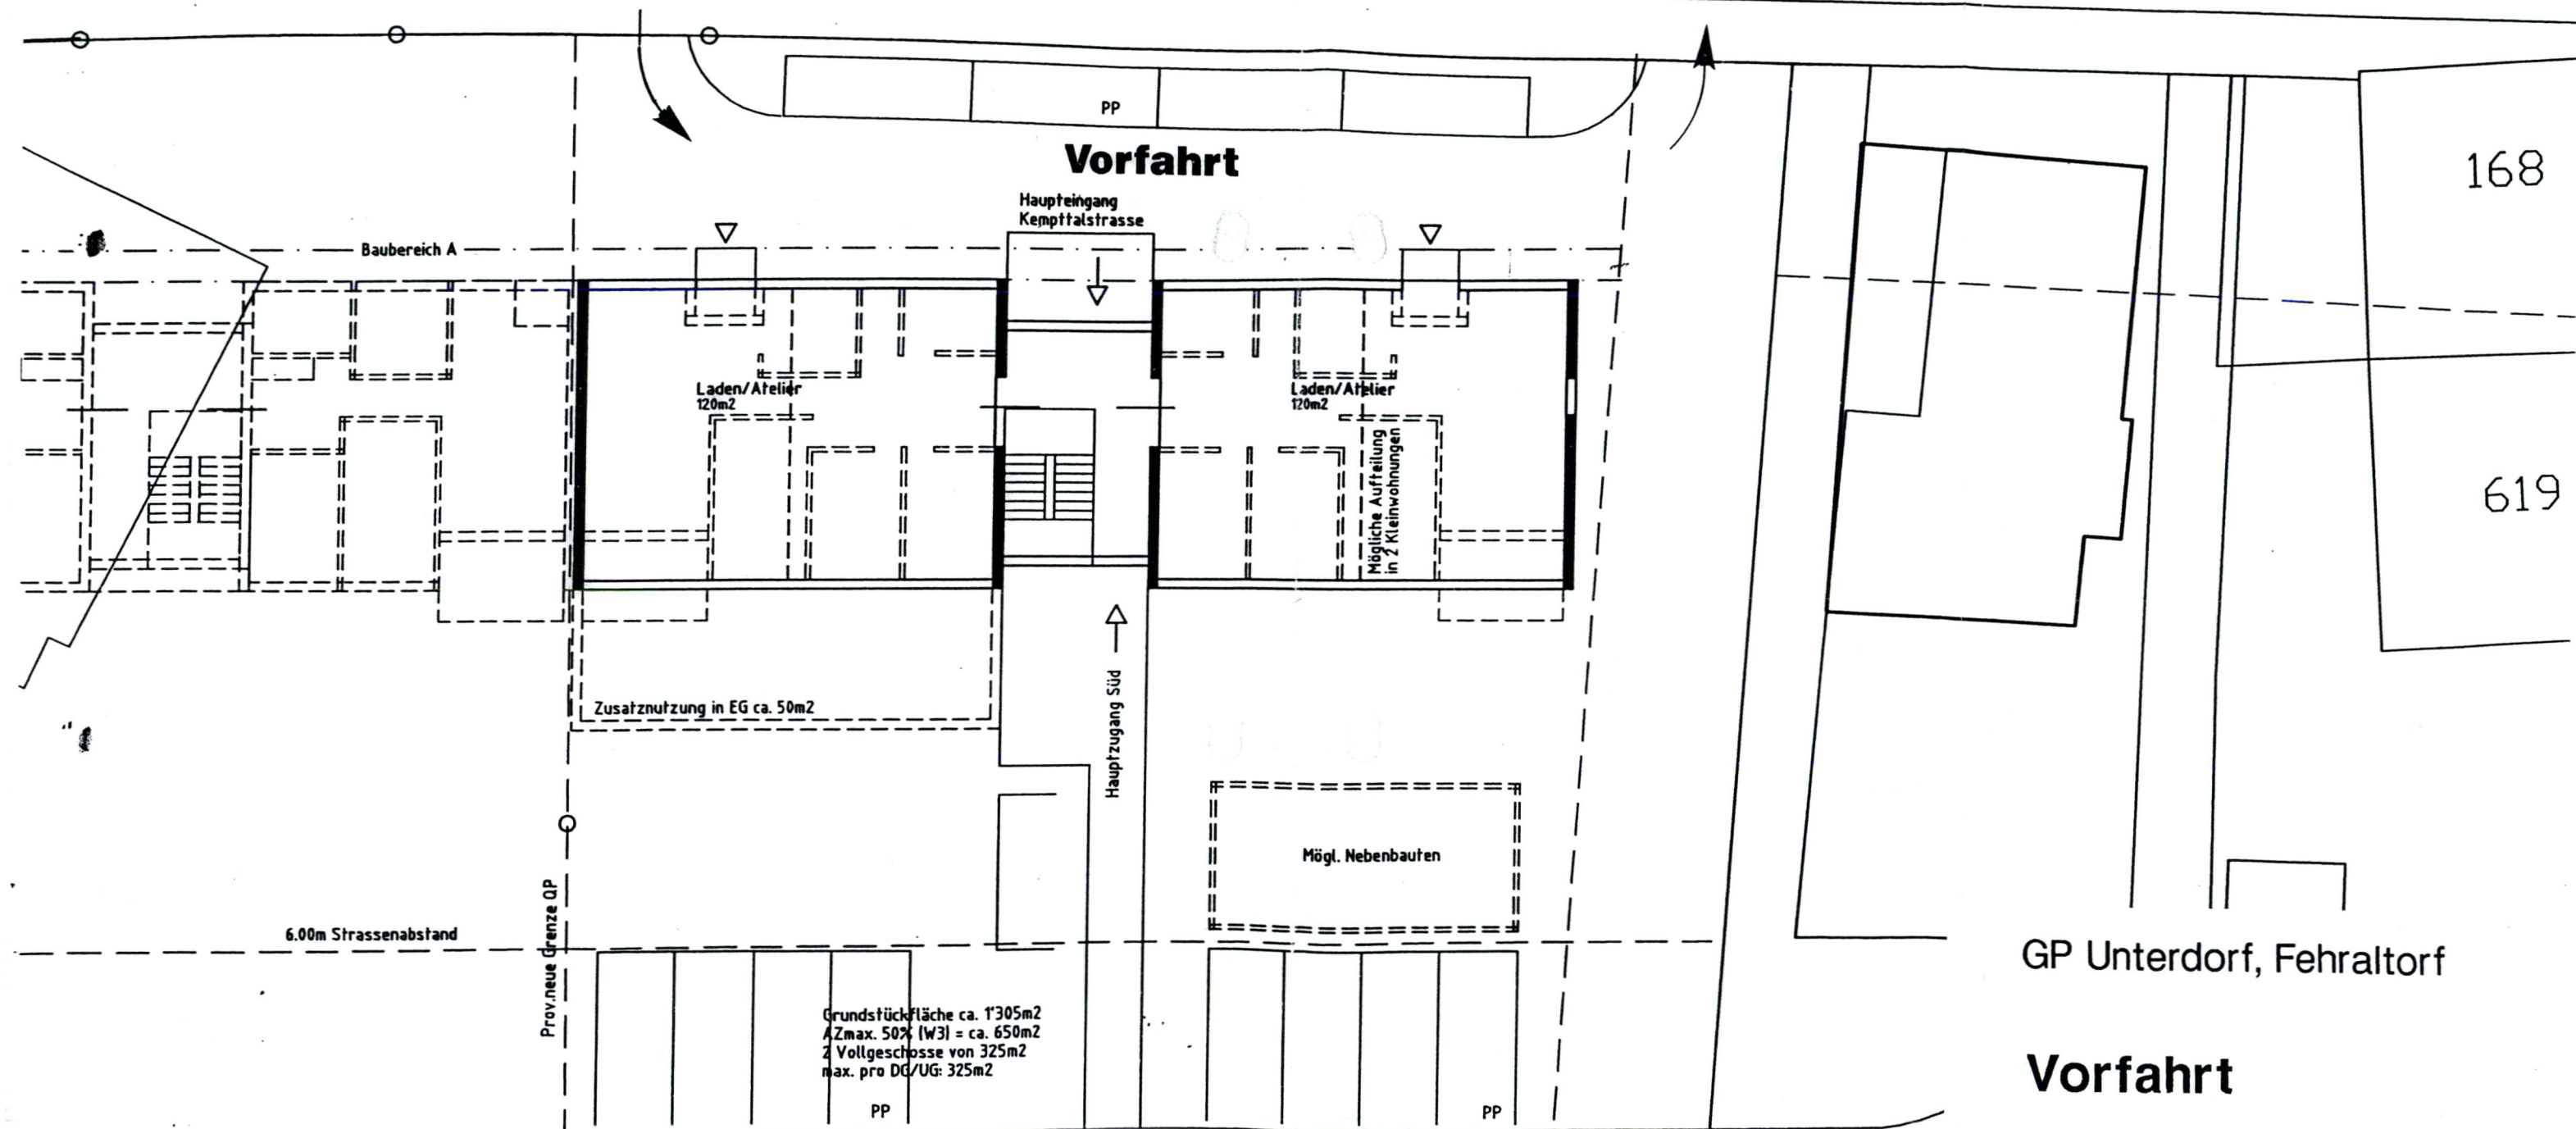 PP
Vorfahrt
168
Haupteingang
Kempttalstrasse
Baubereich A
Laden/Atelier
120m2
Laden/Atelier
120m2
Mögliche Aufteilung
in 2 Kleinwohnungen
619
Zusatznutzung in EG ca. 50m2
Hauptzugang Süd
Mögl. Nebenbauten
Prov.neue Grenze QP
6.00m Strassenabstand
GP Unterdorf, Fehraltorf
Grundstückfläche ca. 1'305m2
AZmax. 50% (W3) = ca. 650m2
2 Vollgeschosse von 325m2
max. pro DG/UG: 325m2
Vorfahrt
PP
PP